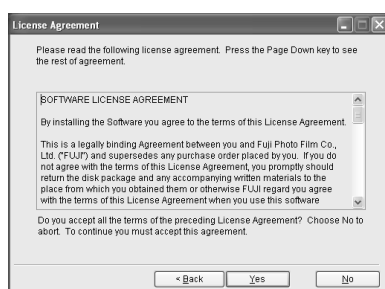 License Agreement
Please read the following license agreement. Press the Page Down key to see
the rest of agreement.
SOFTWARE LICENSE AGREEMENT
By installing the Software you agree to the terms of this License Agreement.
This is a legally binding Agreement between you and Fuji Photo Film Co.,
Ltd. ("FUJI") and supersedes any purchase order placed by you. If you do
not agree with the terms of this License Agreement, you promptly should
return the disk package and any accompanying written materials to the
place from which you obtained them or otherwise FUJI regard you agree
with the terms of this License Agreement when you use this software
Do you accept all the terms of the preceding License Agreement? Choose No to
abort. To continue you must accept this agreement.
< Back Yes No